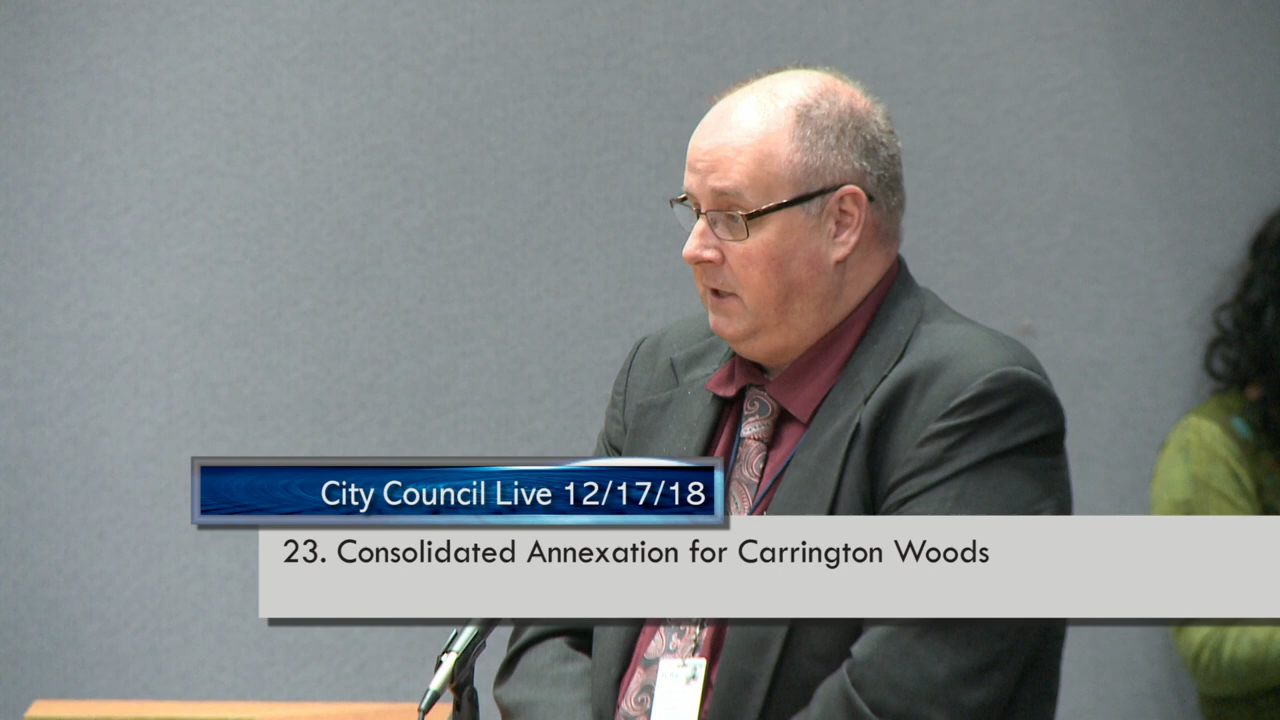 City Council Live 12/17/18
23. Consolidated Annexation for Carrington Woods